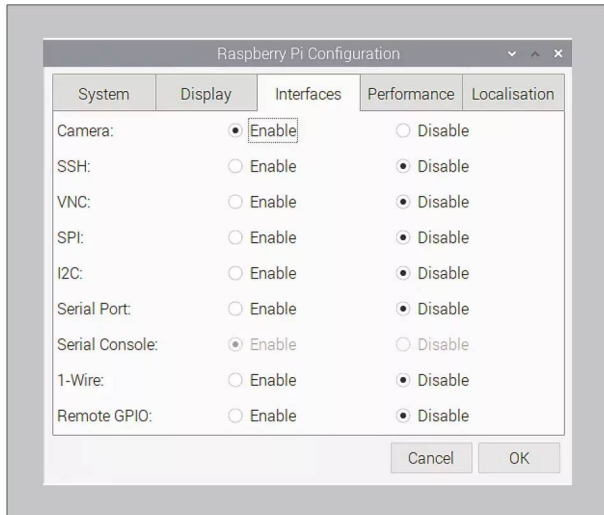 Raspberry Pi Configuration
System Display Interfaces Performance Localisation
Camera: Enable Disable
SSH: Enable Disable
VNC: Enable Disable
SPI: Enable Disable
I2C: Enable Disable
Serial Port: Enable Disable
Serial Console: Enable Disable
1-Wire: Enable Disable
Remote GPIO: Enable Disable
Cancel OK